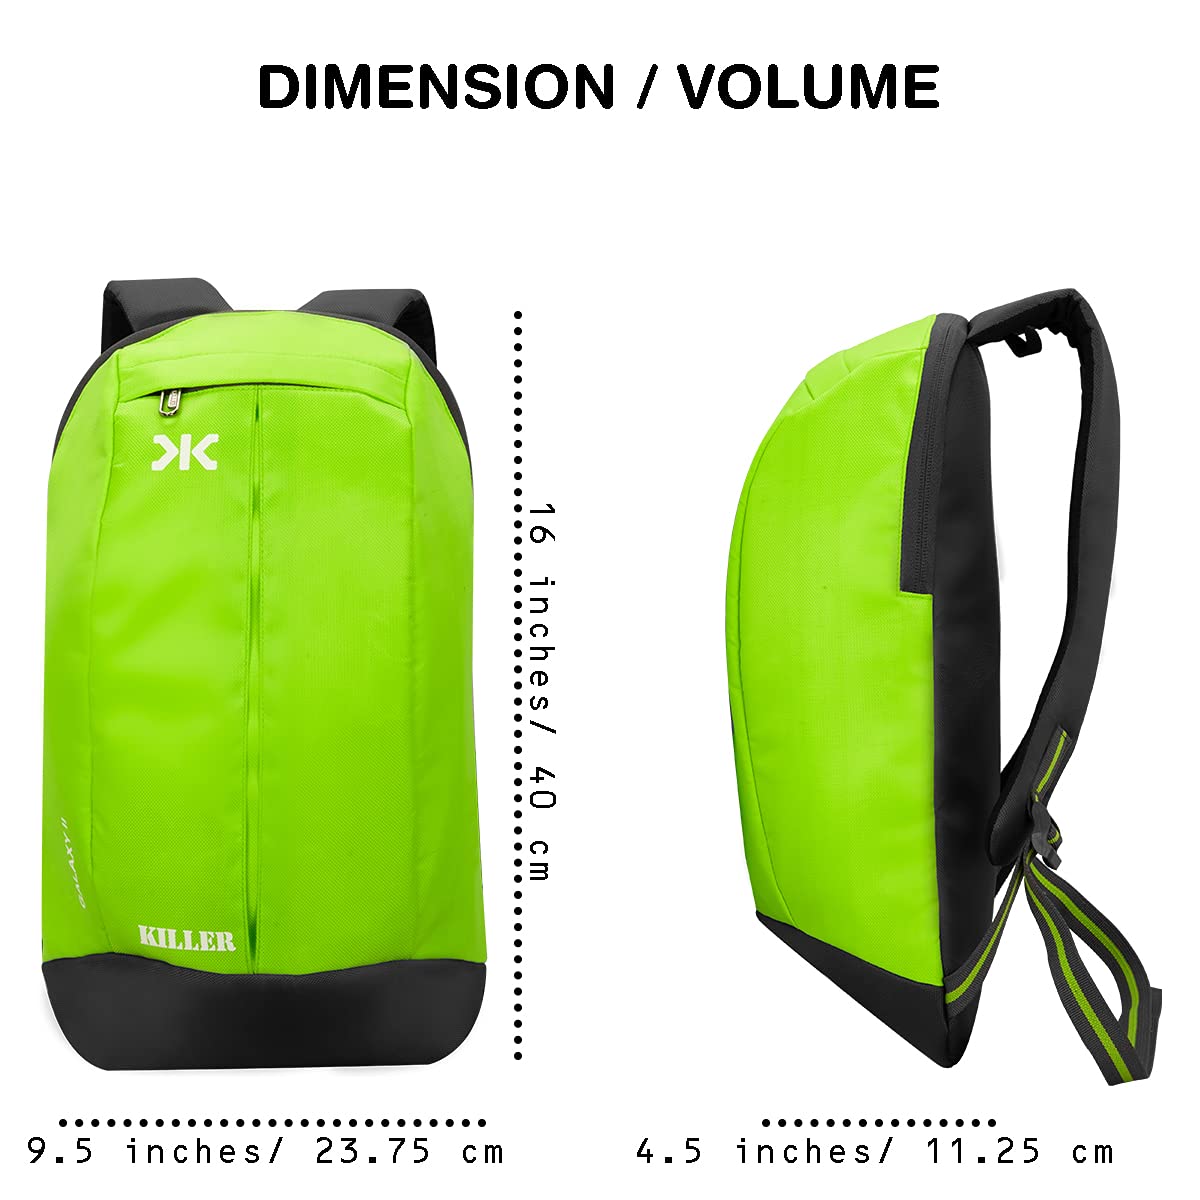 DIMENSION / VOLUME
GALAXY II
KILLER
16 inches/ 40 cm
9.5 inches/ 23.75 cm
4.5 inches/ 11.25 cm